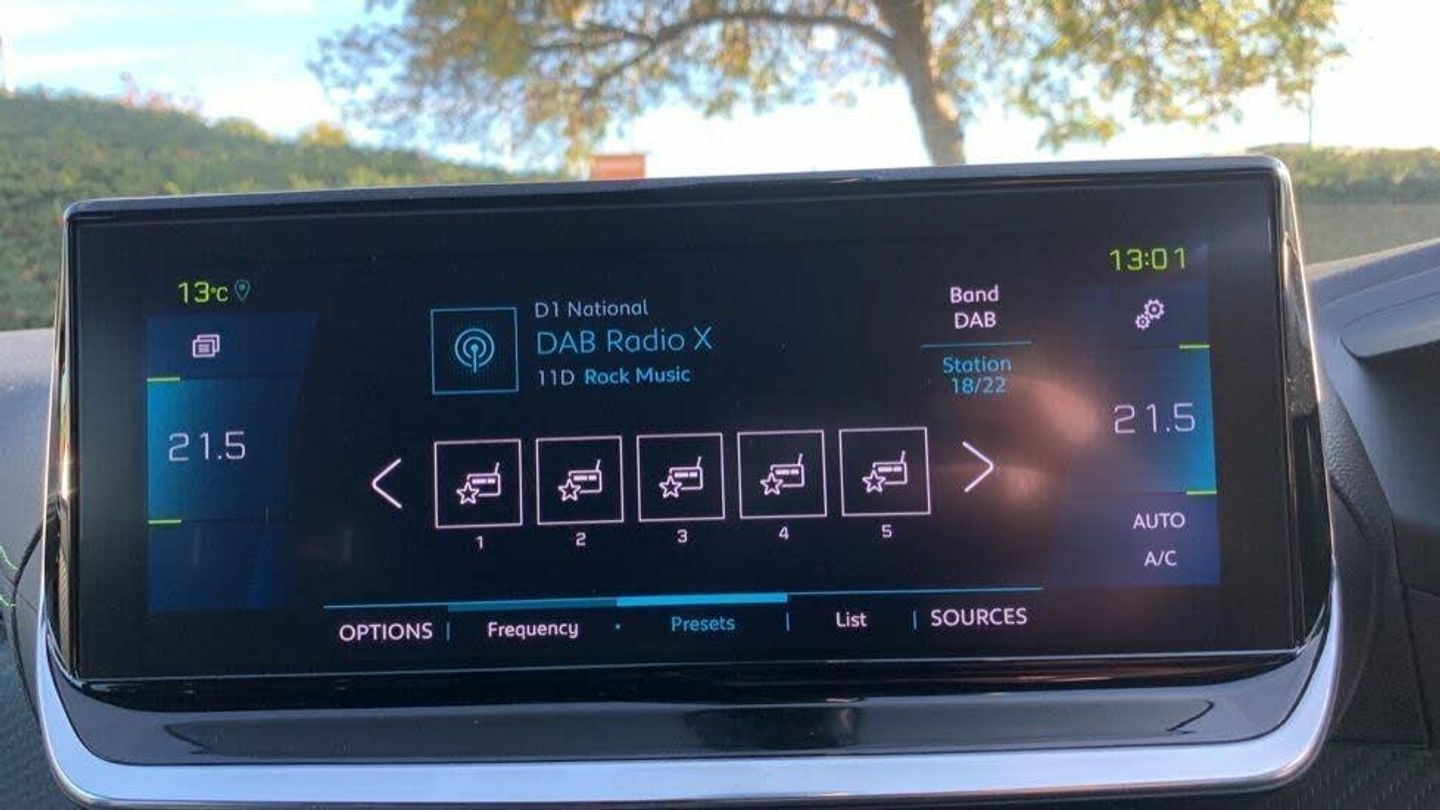 13°C
21.5
D1 National
DAB Radio X
11D Rock Music
Band
DAB
Station
18/22
13:01
21.5
AUTO
A/C
1 2 3 4 5
OPTIONS Frequency Presets List SOURCES